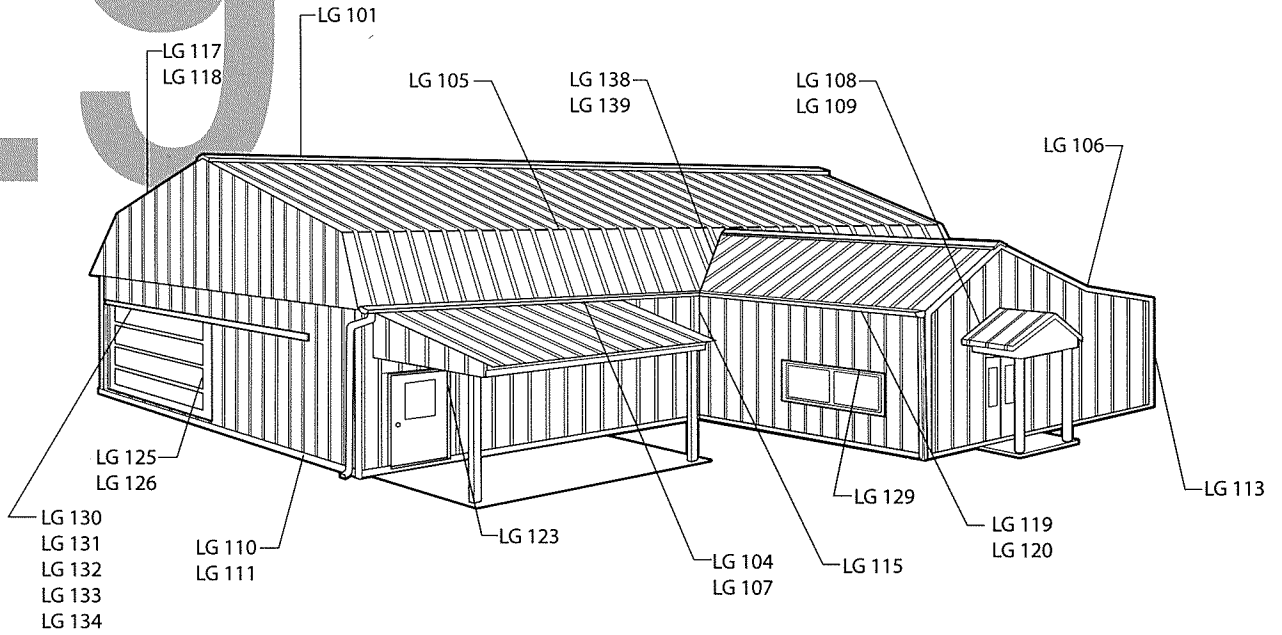 .9
LG 101
LG 117
LG 118
LG 105
LG 138
LG 139
LG 108
LG 109
LG 106
LG 125
LG 126
LG 130
LG 131
LG 132
LG 133
LG 134
LG 110
LG 111
LG 123
LG 104
LG 107
LG 115
LG 129
LG 119
LG 120
LG 113